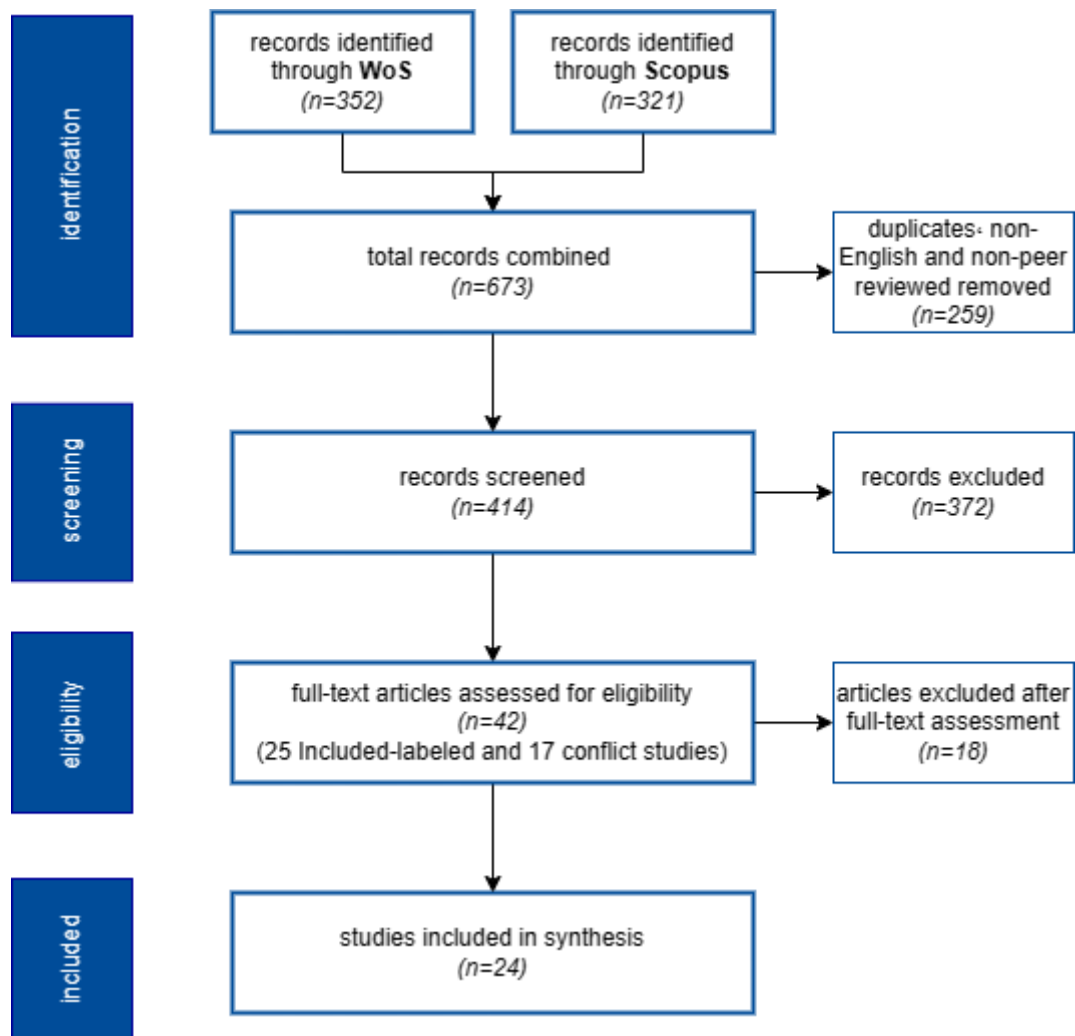 identification
records identified
through WoS
(n=352)
records identified
through Scopus
(n=321)
total records combined
(n=673)
duplicates، non-
English and non-peer
reviewed removed
(n=259)
screening
records screened
(n=414)
records excluded
(n=372)
eligibility
full-text articles assessed for eligibility
(n=42)
(25 Included-labeled and 17 conflict studies)
articles excluded after
full-text assessment
(n=18)
included
studies included in synthesis
(n=24)